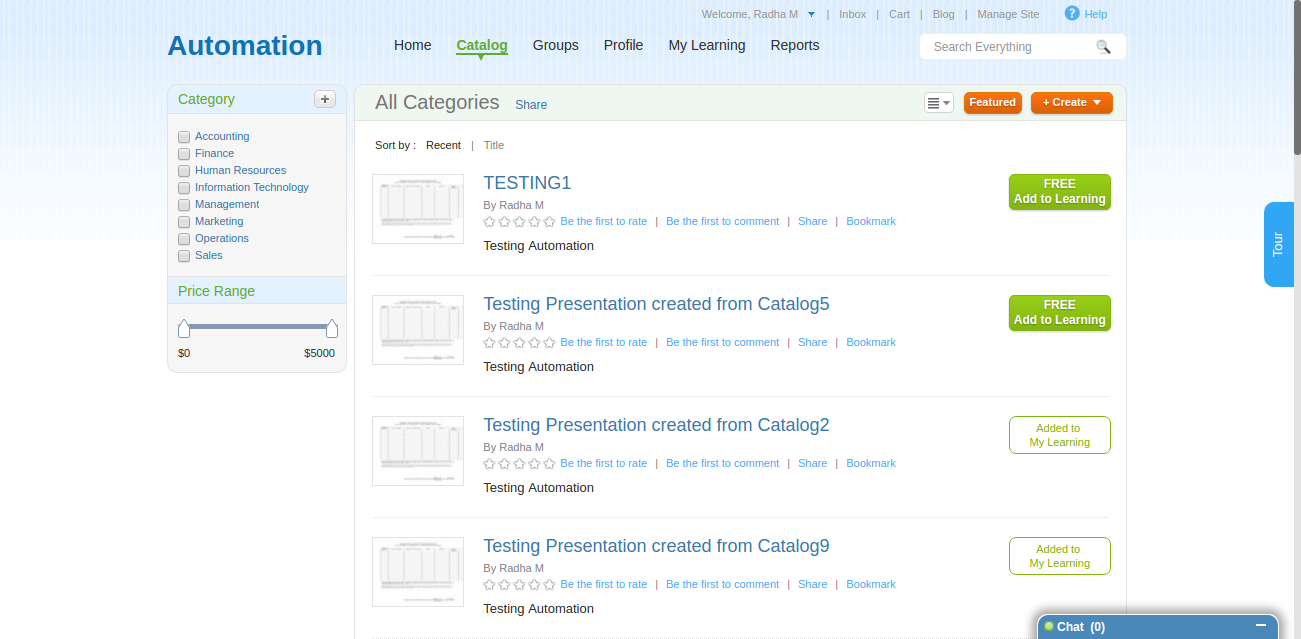 Welcome, Radha M | Inbox | Cart | Blog | Manage Site ? Help
Automation
Home Catalog Groups Profile My Learning Reports
Search Everything
Category +
Accounting
Finance
Human Resources
Information Technology
Management
Marketing
Operations
Sales
Price Range
$0 $5000
All Categories Share
Featured + Create
Sort by : Recent | Title
TESTING1
By Radha M
Be the first to rate | Be the first to comment | Share | Bookmark
Testing Automation
FREE
Add to Learning
Testing Presentation created from Catalog5
By Radha M
Be the first to rate | Be the first to comment | Share | Bookmark
Testing Automation
FREE
Add to Learning
Testing Presentation created from Catalog2
By Radha M
Be the first to rate | Be the first to comment | Share | Bookmark
Testing Automation
Added to
My Learning
Testing Presentation created from Catalog9
By Radha M
Be the first to rate | Be the first to comment | Share | Bookmark
Testing Automation
Added to
My Learning
Tour
Chat (0)